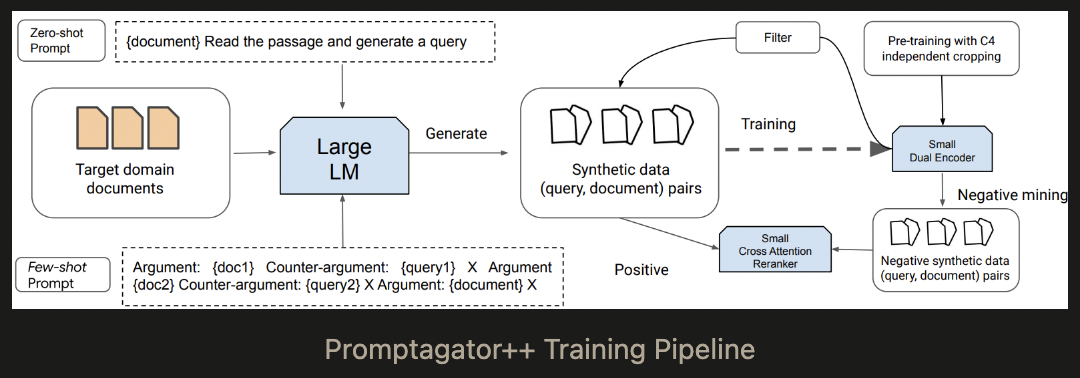 Zero-shot
Prompt
{document} Read the passage and generate a query
Filter
Pre-training with C4
independent cropping
Target domain
documents
Large
LM
Generate
Synthetic data
(query, document) pairs
Training
Small
Dual Encoder
Negative mining
Few-shot
Prompt
Argument: {doc1} Counter-argument: {query1} X Argument
{doc2} Counter-argument: {query2} X Argument: {document} X
Positive
Small
Cross Attention
Reranker
Negative synthetic data
(query, document) pairs
Promptagator++ Training Pipeline